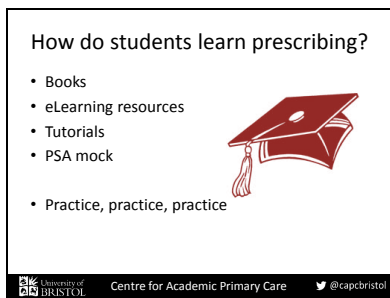 How do students learn prescribing?
• Books
• eLearning resources
• Tutorials
• PSA mock
• Practice, practice, practice
University of
BRISTOL
Centre for Academic Primary Care
@capcbristol